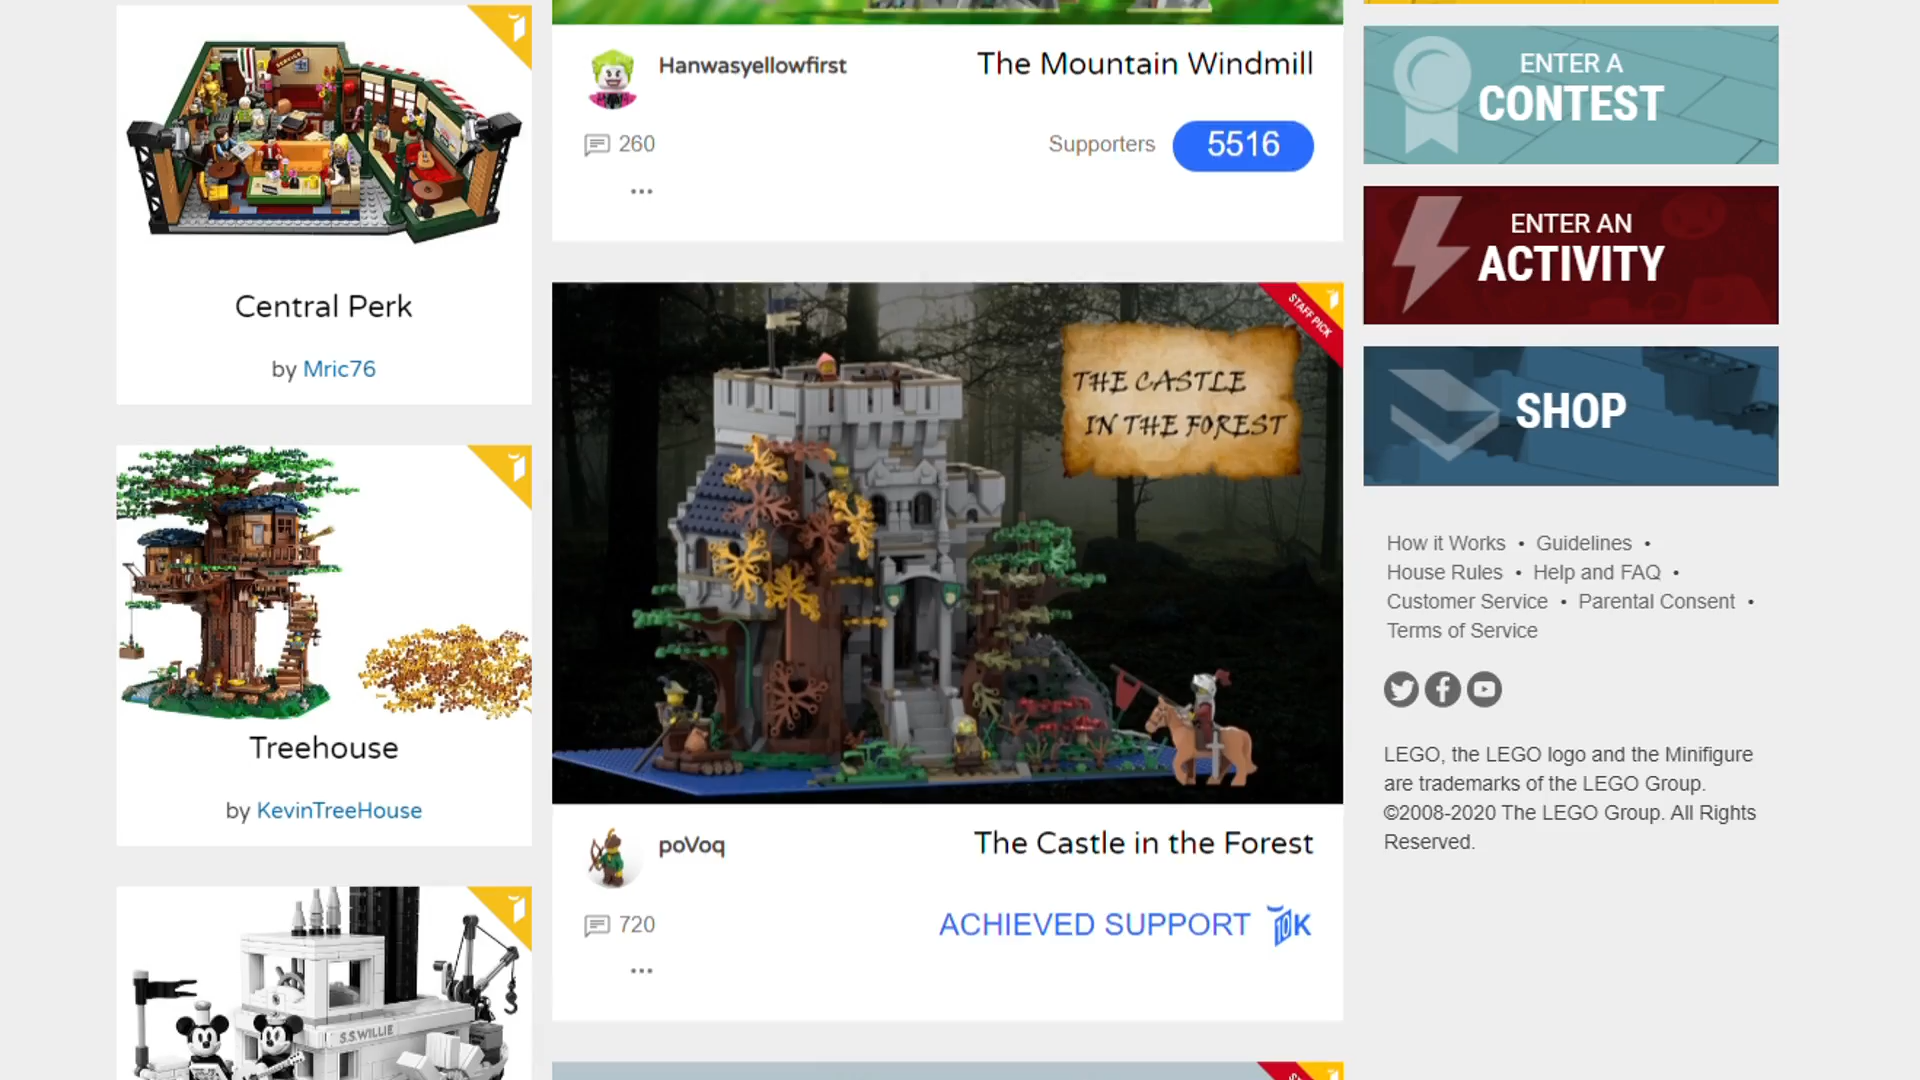 Central Perk
by Mric76
Treehouse
by KevinTreeHouse
S.S.WILLIE
Hanwasyellowfirst
The Mountain Windmill
260
Supporters 5516
...
STAFF PICK
THE CASTLE
IN THE FOREST
poVoq
The Castle in the Forest
720
ACHIEVED SUPPORT 10K
...
ENTER A
CONTEST
ENTER AN
ACTIVITY
SHOP
How it Works • Guidelines •
House Rules • Help and FAQ •
Customer Service • Parental Consent •
Terms of Service
LEGO, the LEGO logo and the Minifigure
are trademarks of the LEGO Group.
©2008-2020 The LEGO Group. All Rights
Reserved.